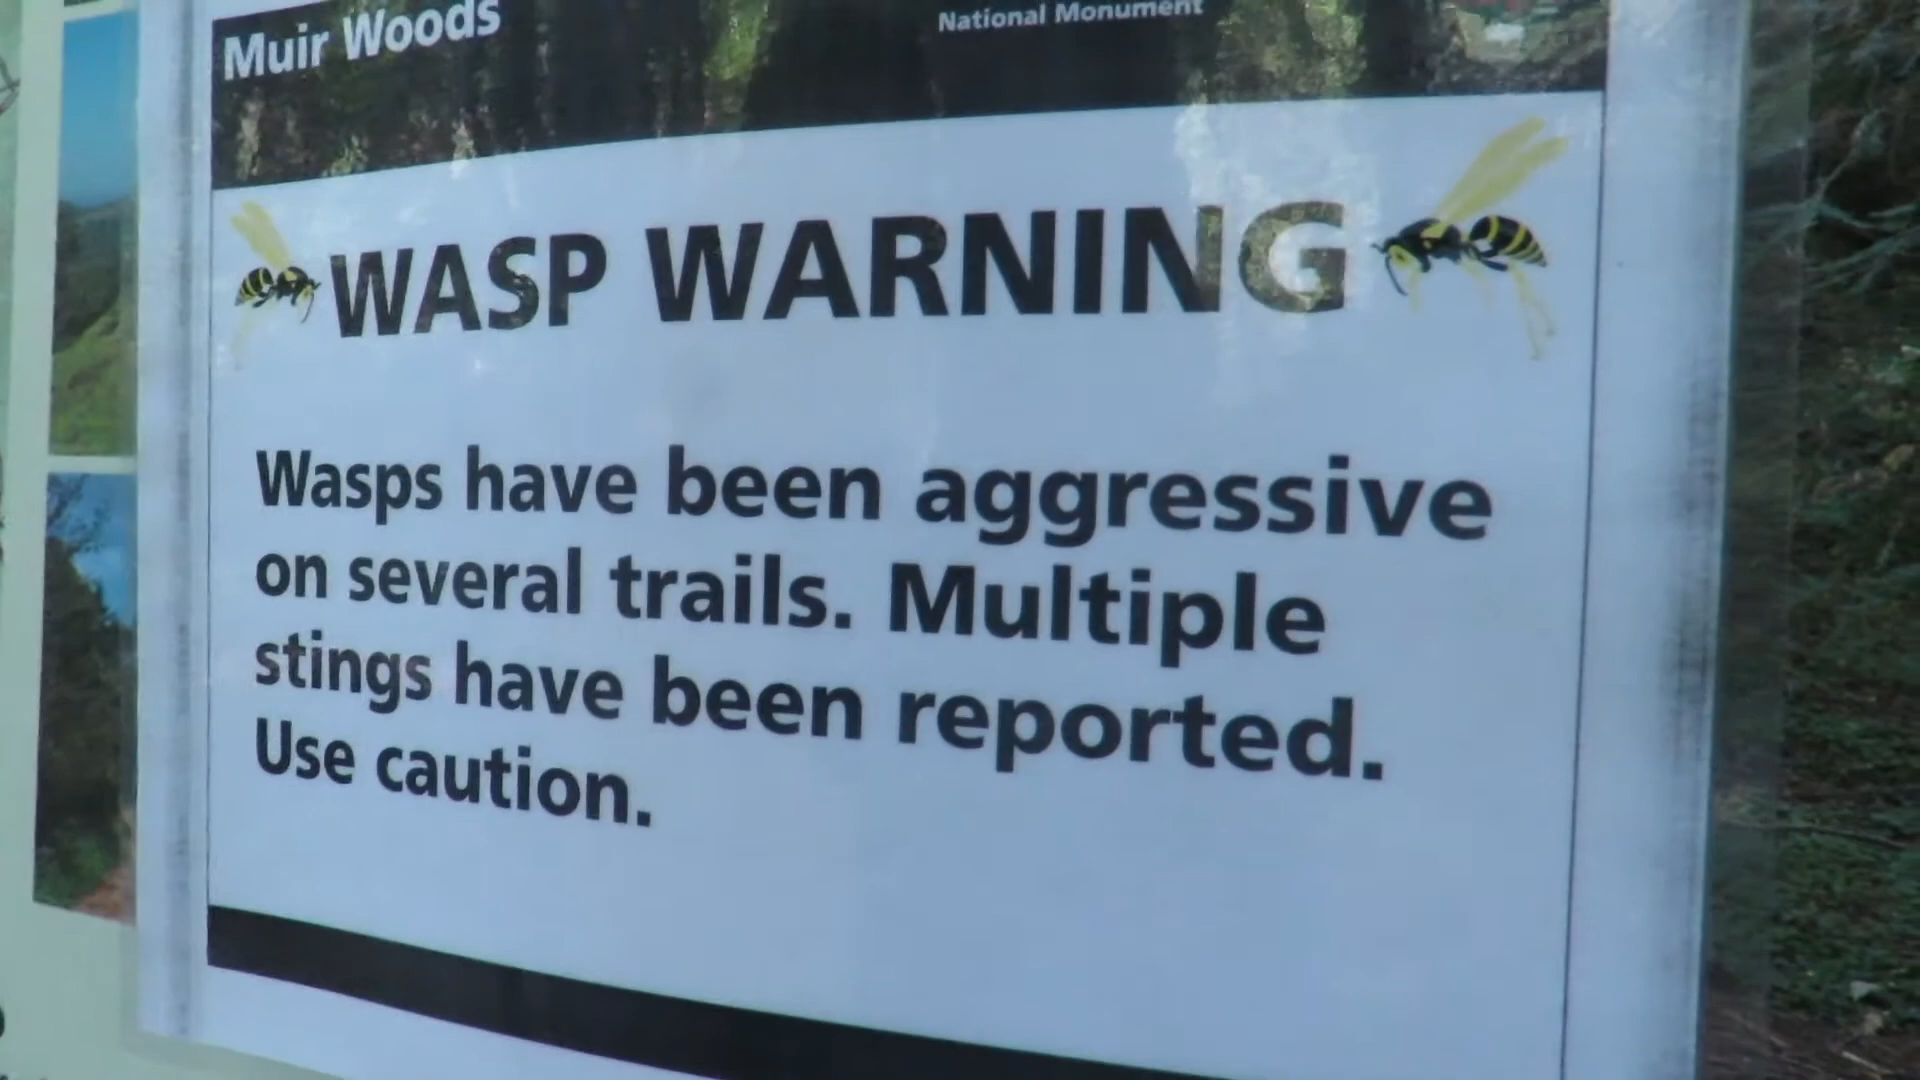 Muir Woods
National Monument
WASP WARNING
Wasps have been aggressive
on several trails. Multiple
stings have been reported.
Use caution.